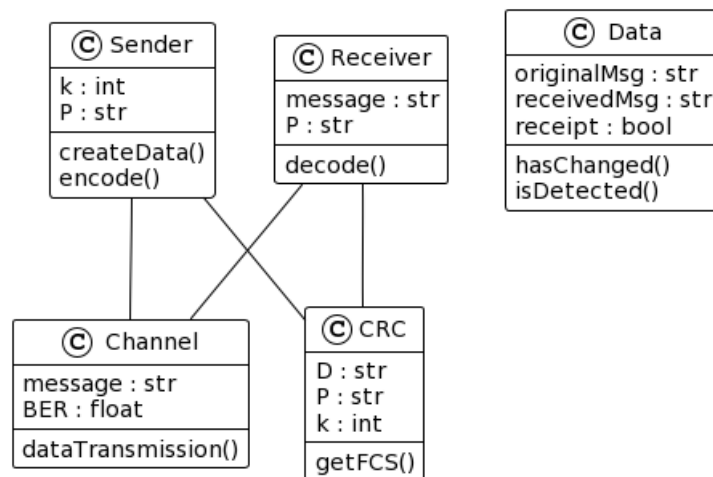 C Sender
k : int
P : str
createData()
encode()
C Receiver
message : str
P : str
decode()
C Data
originalMsg : str
receivedMsg : str
receipt : bool
hasChanged()
isDetected()
C Channel
message : str
BER : float
dataTransmission()
C CRC
D : str
P : str
k : int
getFCS()